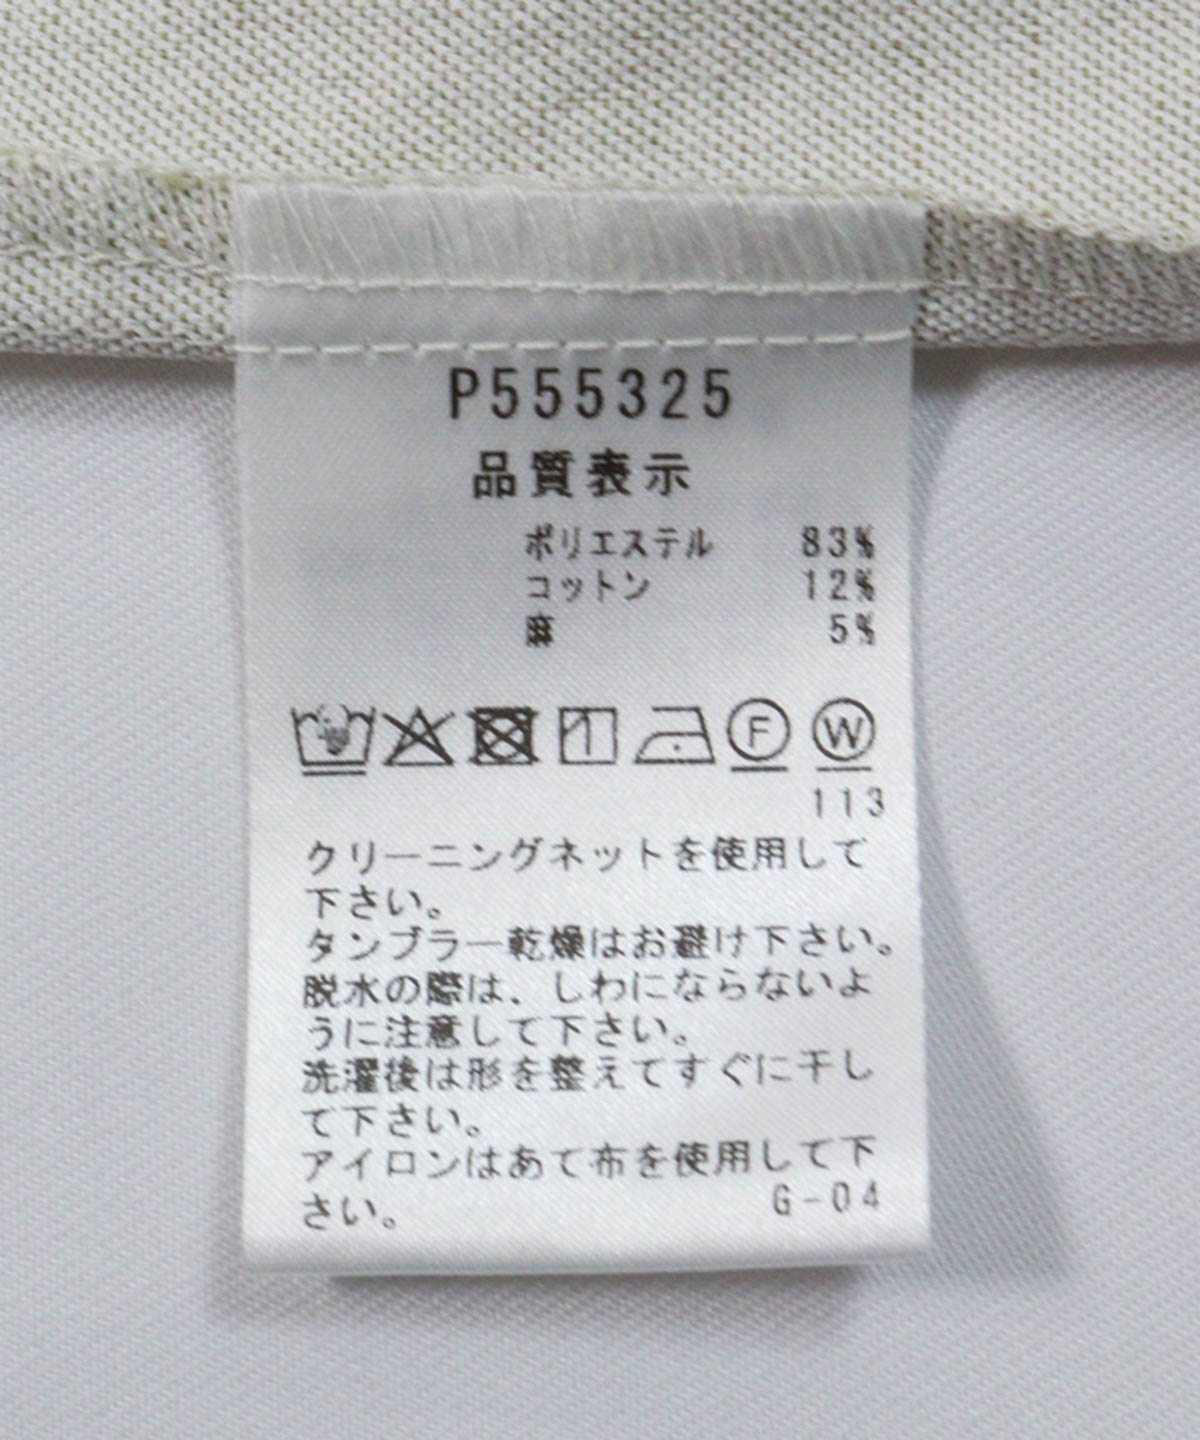 P555325
品質表示
ポリエステル 83%
コットン 12%
麻 5%
F W
113
クリーニングネットを使用して
下さい。
タンブラー乾燥はお避け下さい。
脱水の際は、しわにならないよ
うに注意して下さい。
洗濯後は形を整えてすぐに干し
て下さい。
アイロンはあて布を使用して下
さい。 G-04